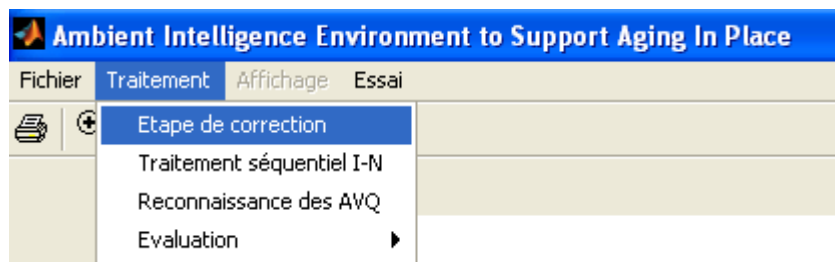 Ambient Intelligence Environment to Support Aging In Place
Fichier Traitement Affichage Essai
Etape de correction
Traitement séquentiel I-N
Reconnaissance des AVQ
Evaluation